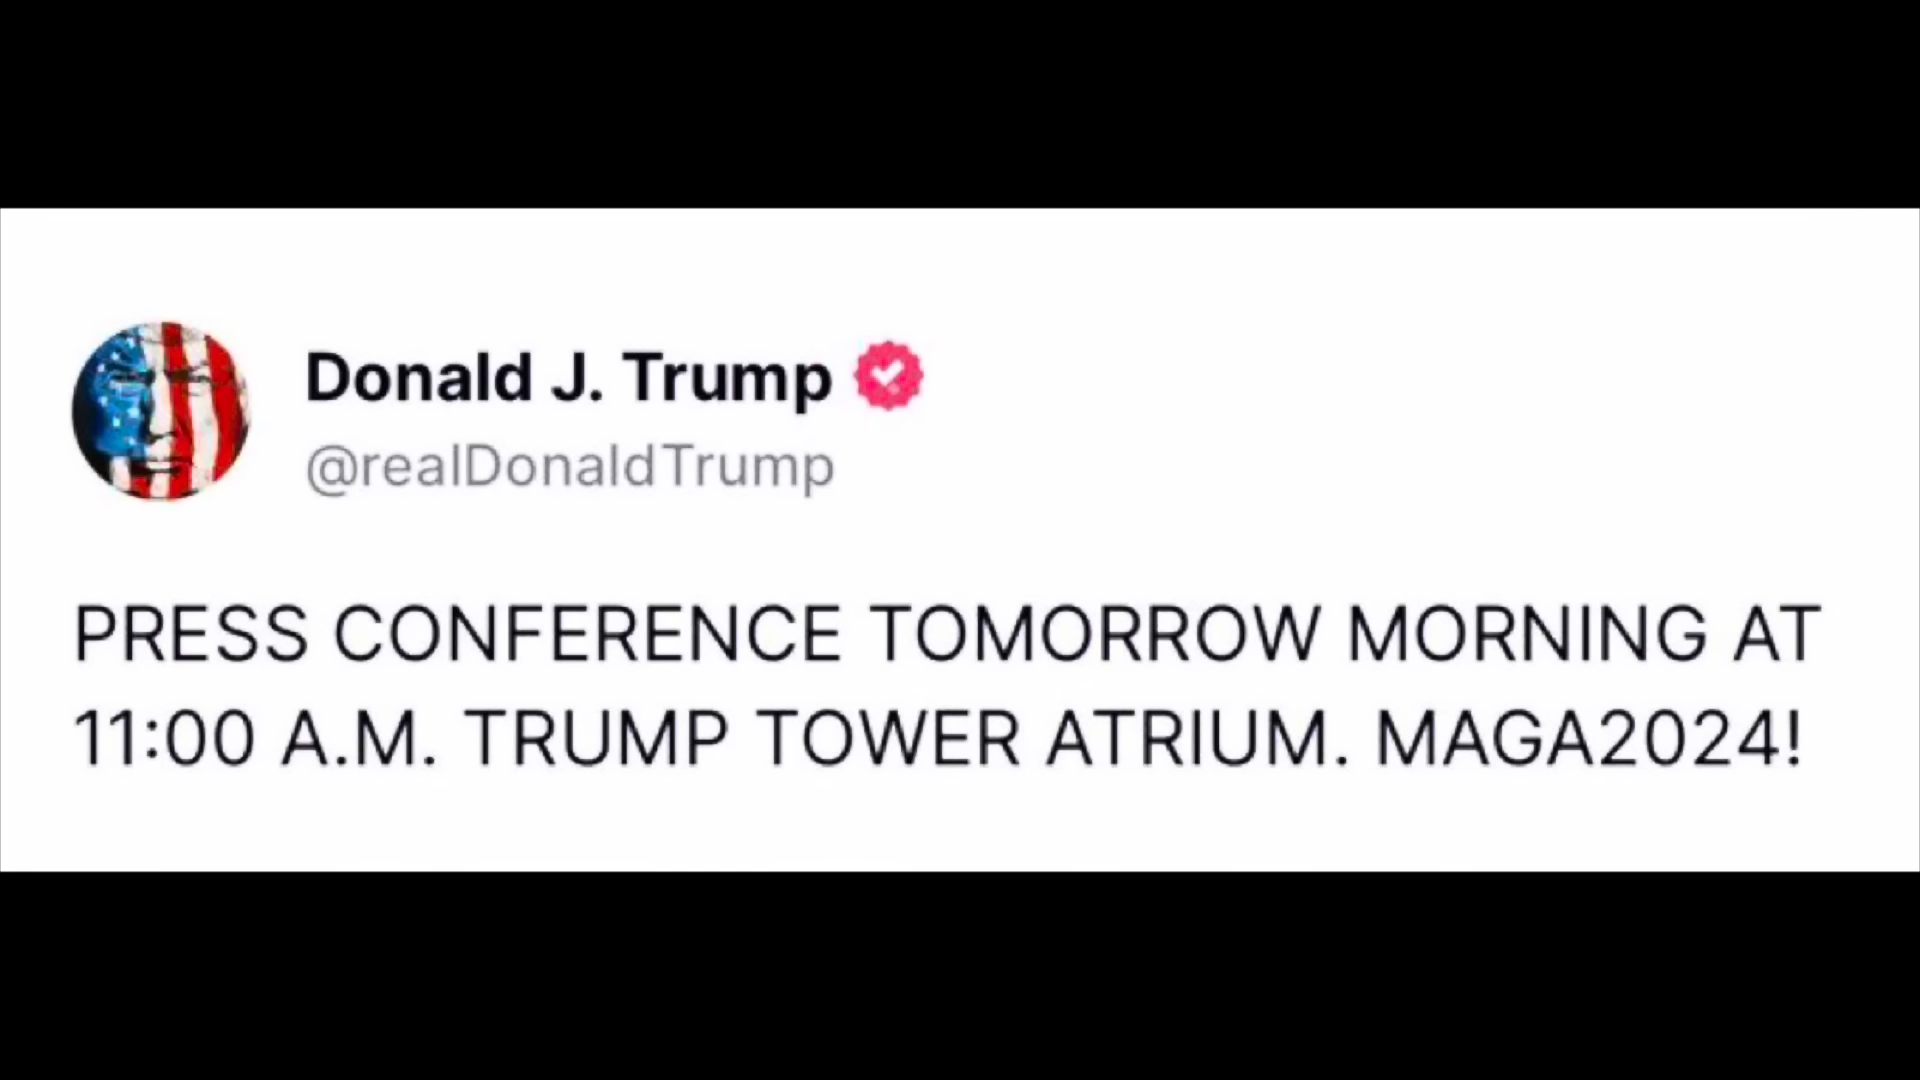 Donald J. Trump
@realDonaldTrump
PRESS CONFERENCE TOMORROW MORNING AT
11:00 A.M. TRUMP TOWER ATRIUM. MAGA2024!